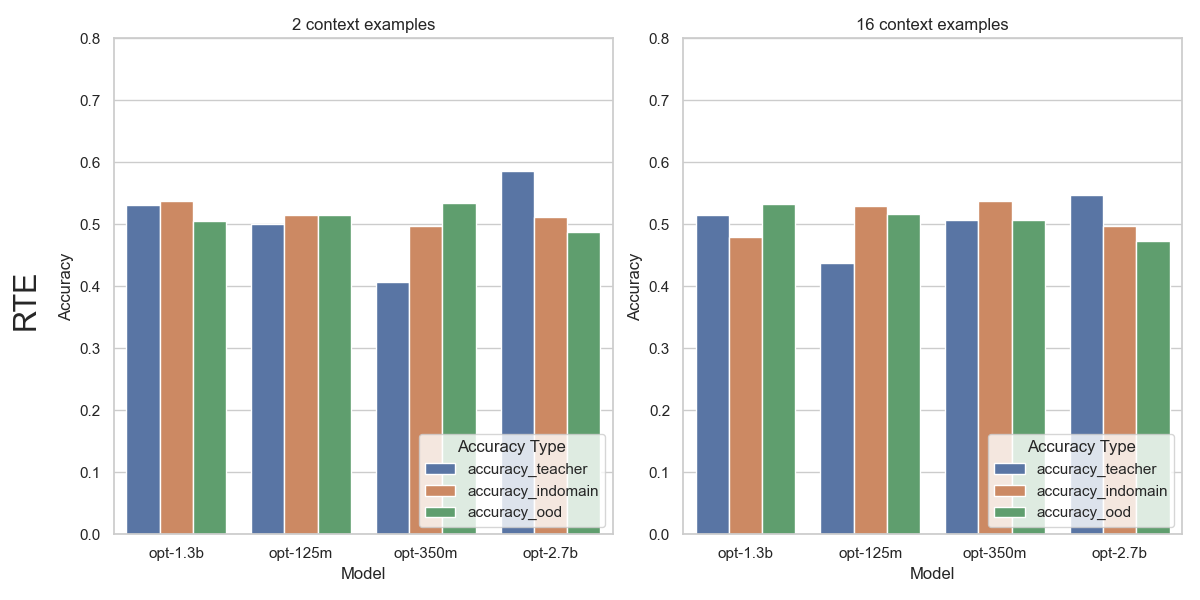 RTE
2 context examples
Accuracy
0.8
0.7
0.6
0.5
0.4
0.3
0.2
0.1
0.0
Accuracy Type
accuracy_teacher
accuracy_indomain
accuracy_ood
opt-1.3b opt-125m opt-350m opt-2.7b
Model
16 context examples
Accuracy
0.8
0.7
0.6
0.5
0.4
0.3
0.2
0.1
0.0
Accuracy Type
accuracy_teacher
accuracy_indomain
accuracy_ood
opt-1.3b opt-125m opt-350m opt-2.7b
Model